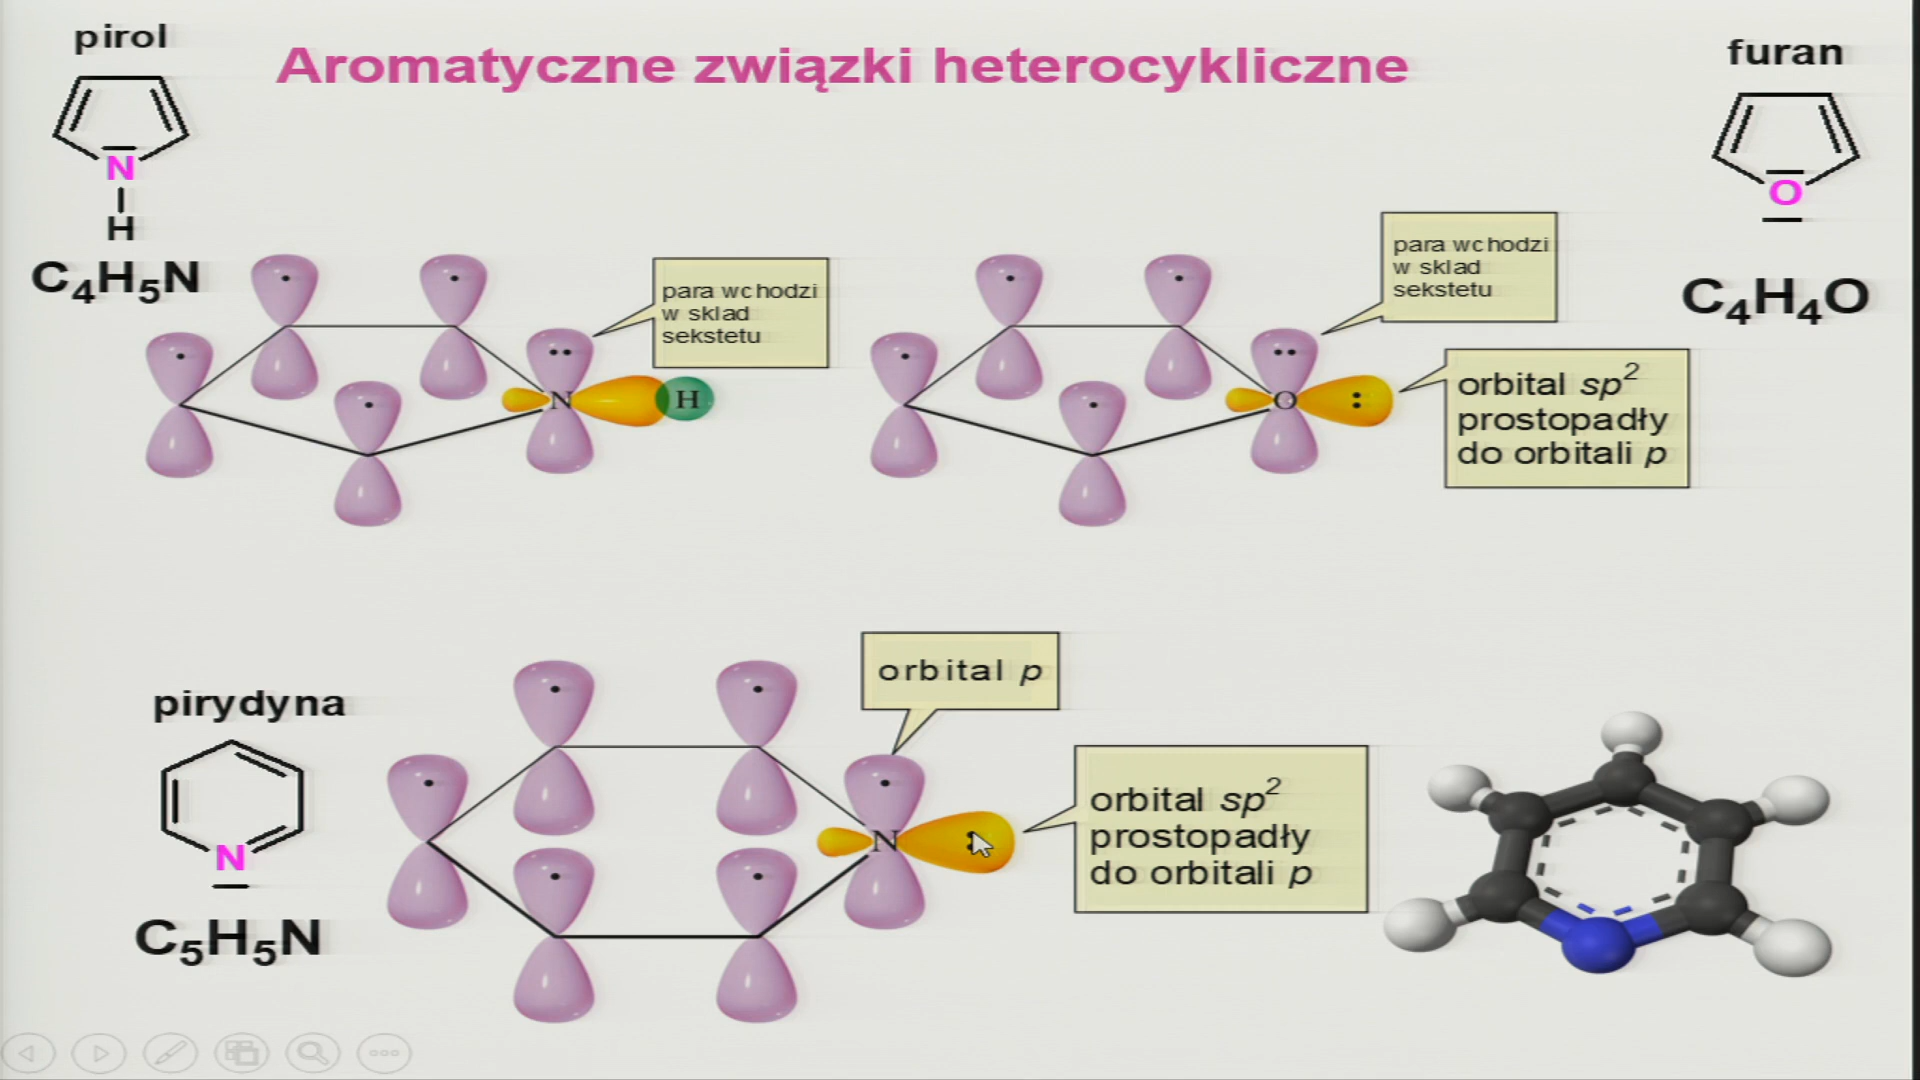 pirol
Aromatyczne związki heterocykliczne
furan
N
H
C₄H₅N
O
C₄H₄O
para wchodzi
w sklad
sekstetu
N
H
para wchodzi
w sklad
sekstetu
O
orbital sp²
prostopadły
do orbitali p
pirydyna
N
C₅H₅N
orbital p
N
orbital sp²
prostopadły
do orbitali p